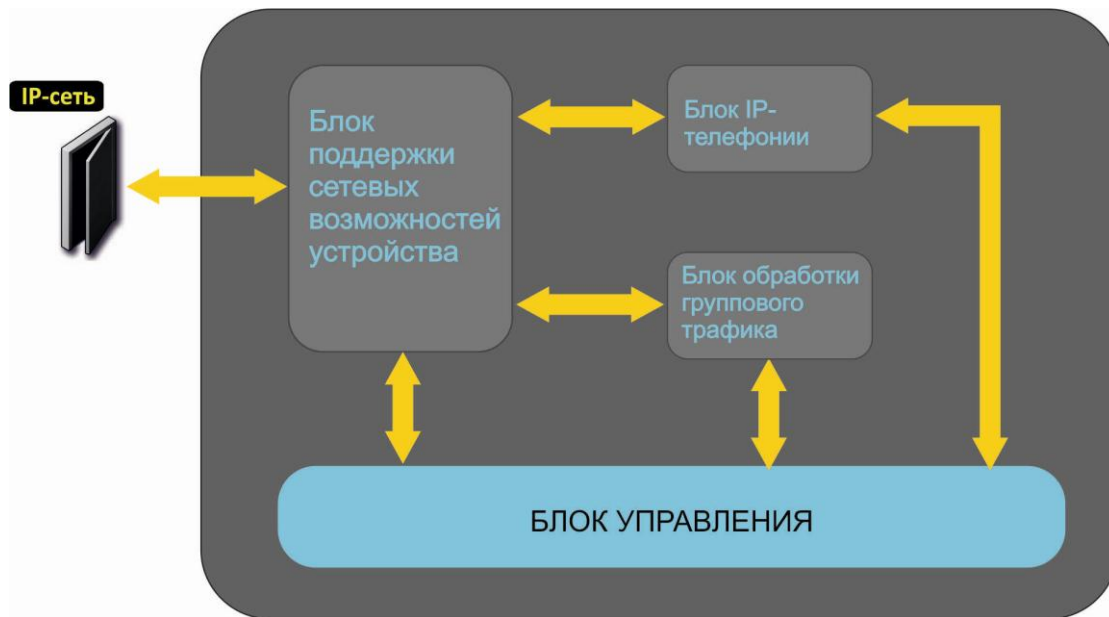 IP-сеть
Блок
поддержки
сетевых
возможностей
устройства
Блок IP-
телефонии
Блок обработки
группового
трафика
БЛОК УПРАВЛЕНИЯ